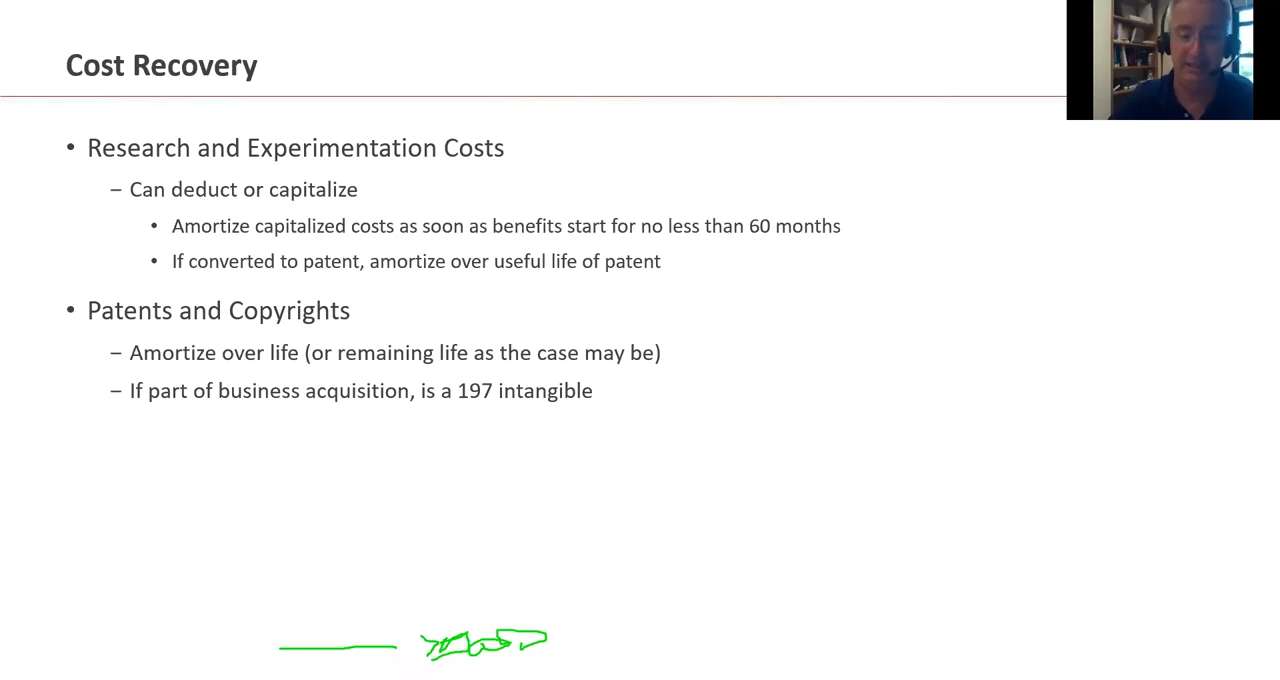 Cost Recovery
• Research and Experimentation Costs
– Can deduct or capitalize
• Amortize capitalized costs as soon as benefits start for no less than 60 months
• If converted to patent, amortize over useful life of patent
• Patents and Copyrights
– Amortize over life (or remaining life as the case may be)
– If part of business acquisition, is a 197 intangible